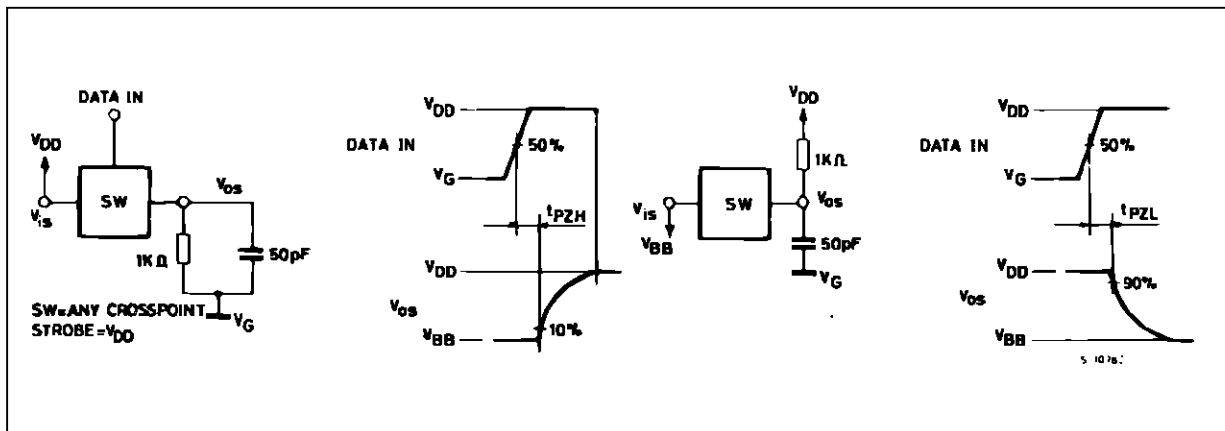 DATA IN
VDD
Vis
SW
Vos
1KΩ
50pF
VG
SW=ANY CROSSPOINT
STROBE=VDD
VDD
DATA IN
50%
VG
tPZH
VDD
Vos
10%
VBB
VDD
1KΩ
Vis
SW
Vos
VBB
50pF
VG
VDD
DATA IN
50%
VG
tPZL
VDD
90%
Vos
VBB